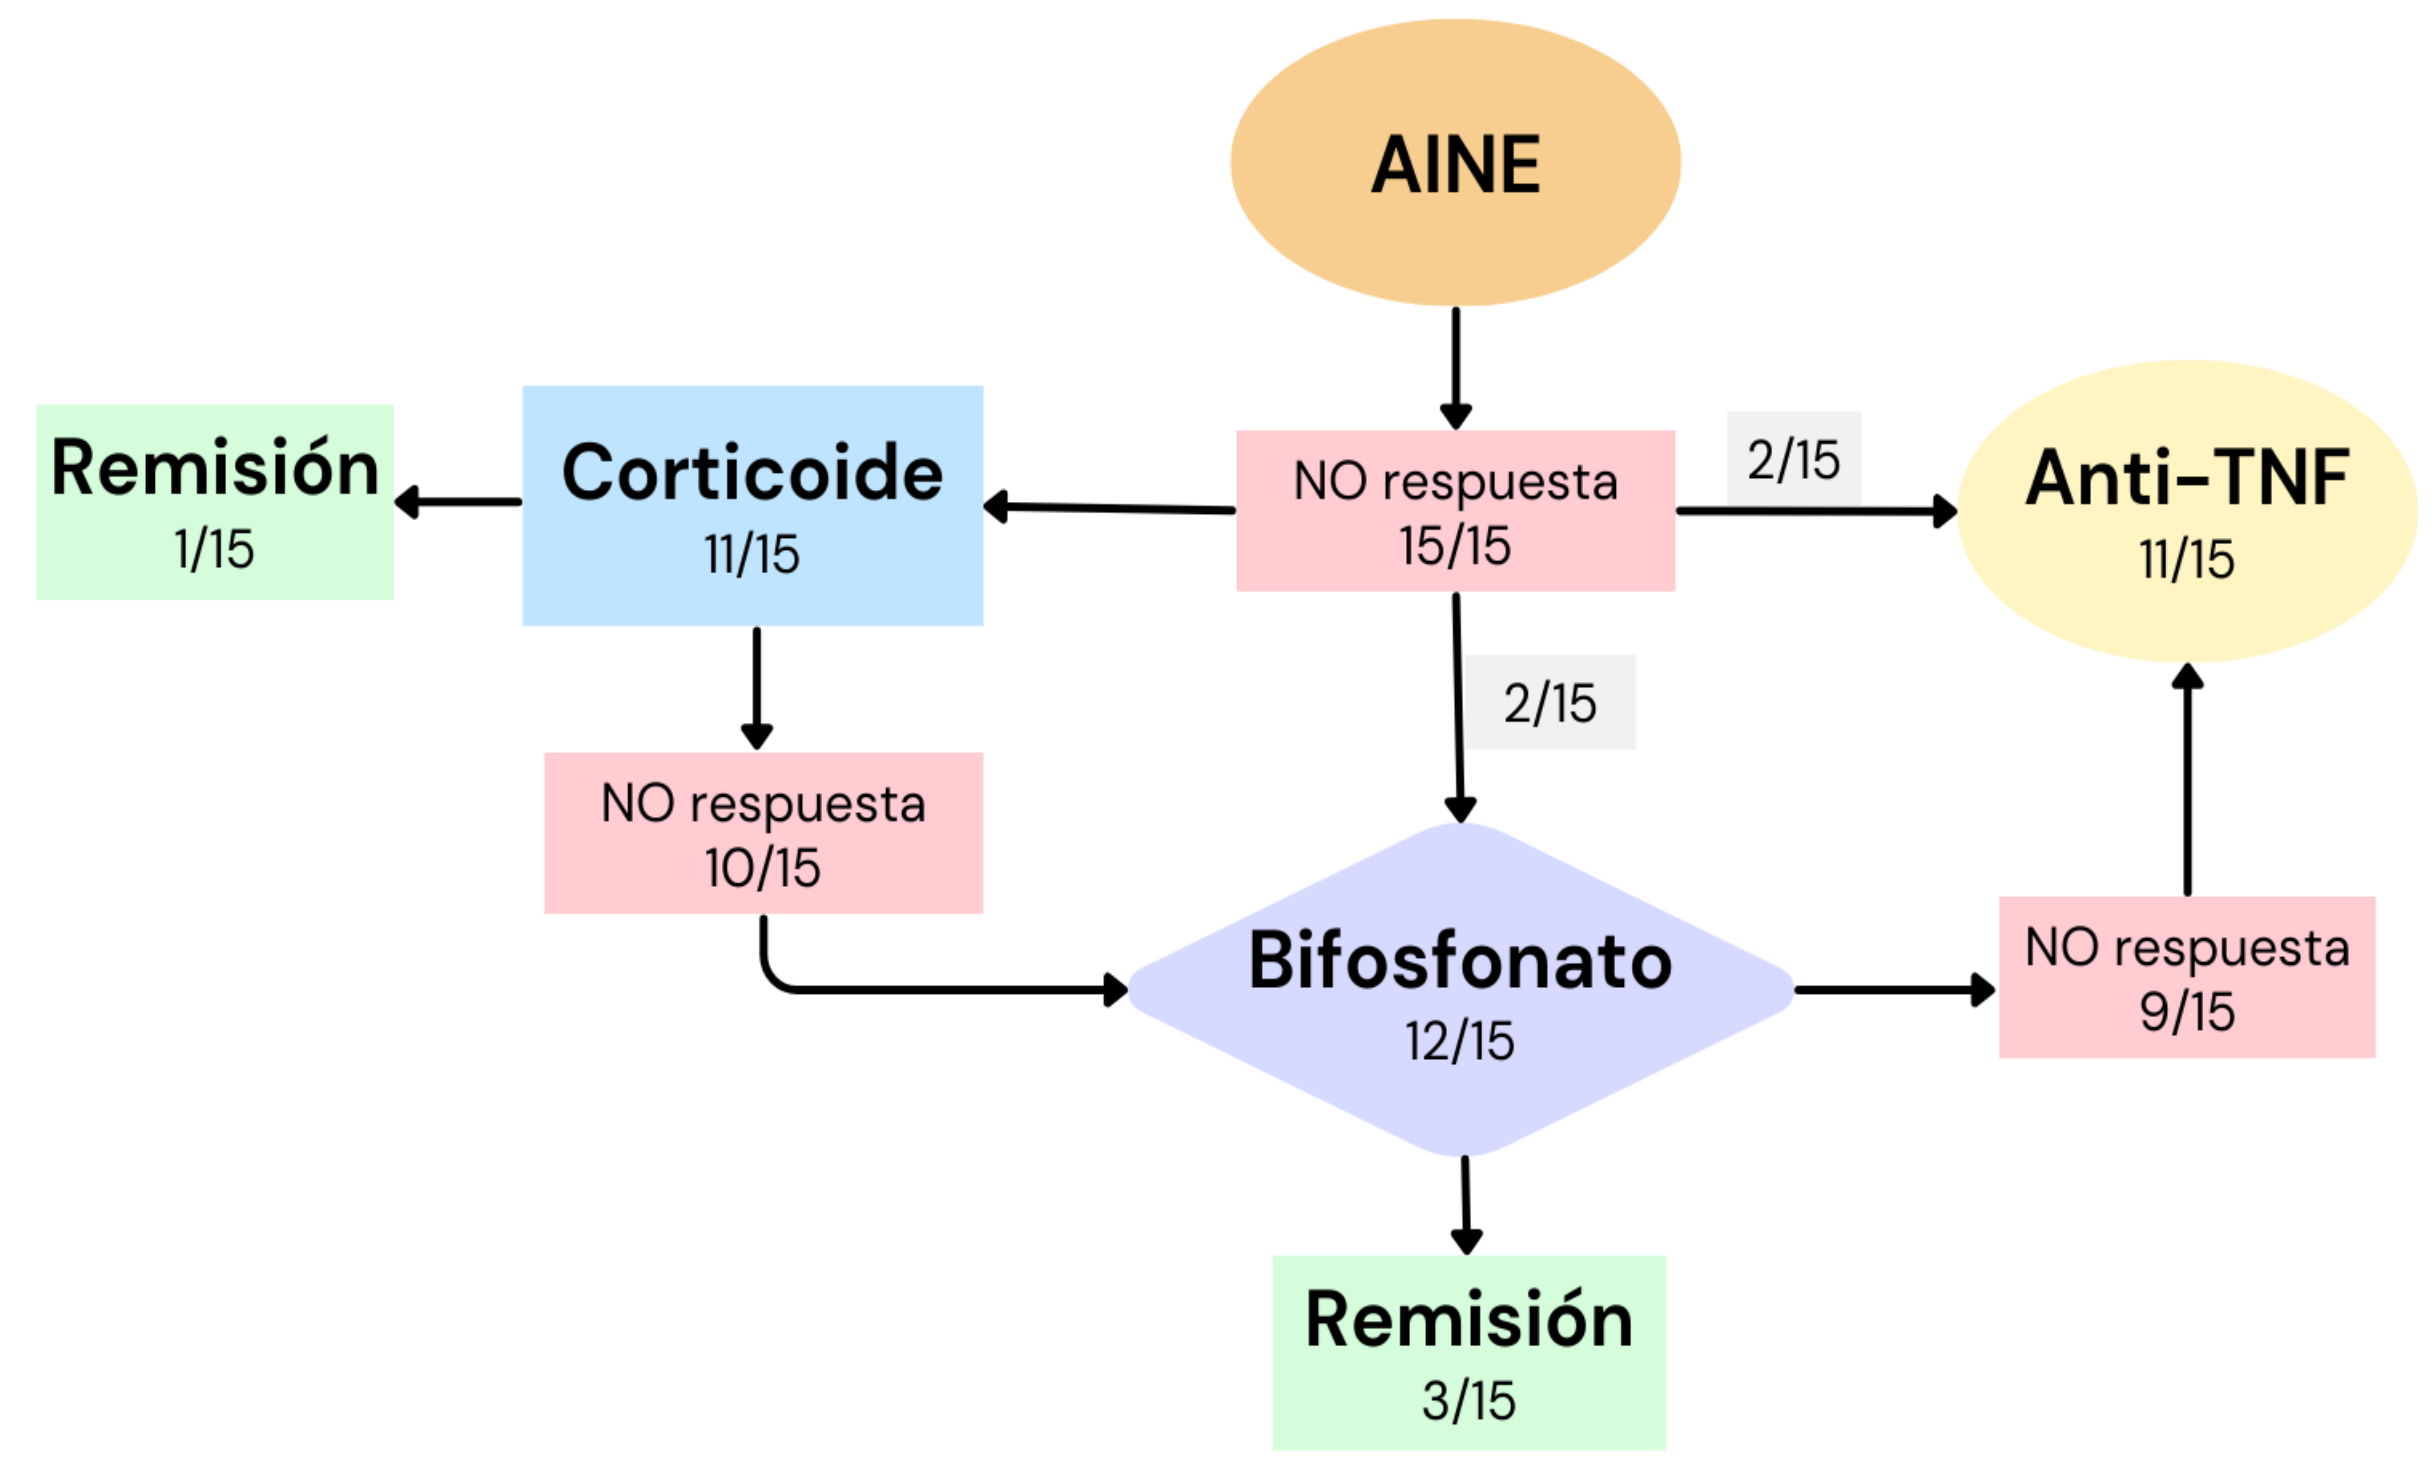 AINE
Remisión
1/15
Corticoide
11/15
NO respuesta
15/15
2/15
Anti-TNF
11/15
2/15
NO respuesta
10/15
Bifosfonato
12/15
NO respuesta
9/15
Remisión
3/15